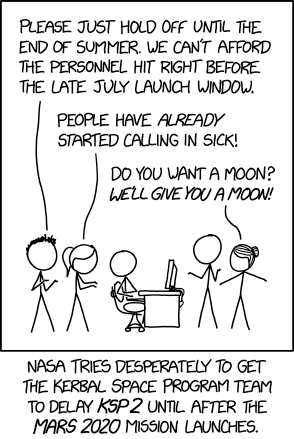 PLEASE JUST HOLD OFF UNTIL THE
END OF SUMMER. WE CAN'T AFFORD
THE PERSONNEL HIT RIGHT BEFORE
THE LATE JULY LAUNCH WINDOW.
PEOPLE HAVE ALREADY
STARTED CALLING IN SICK!
DO YOU WANT A MOON?
WE'LL GIVE YOU A MOON!
NASA TRIES DESPERATELY TO GET
THE KERBAL SPACE PROGRAM TEAM
TO DELAY KSP 2 UNTIL AFTER THE
MARS 2020 MISSION LAUNCHES.